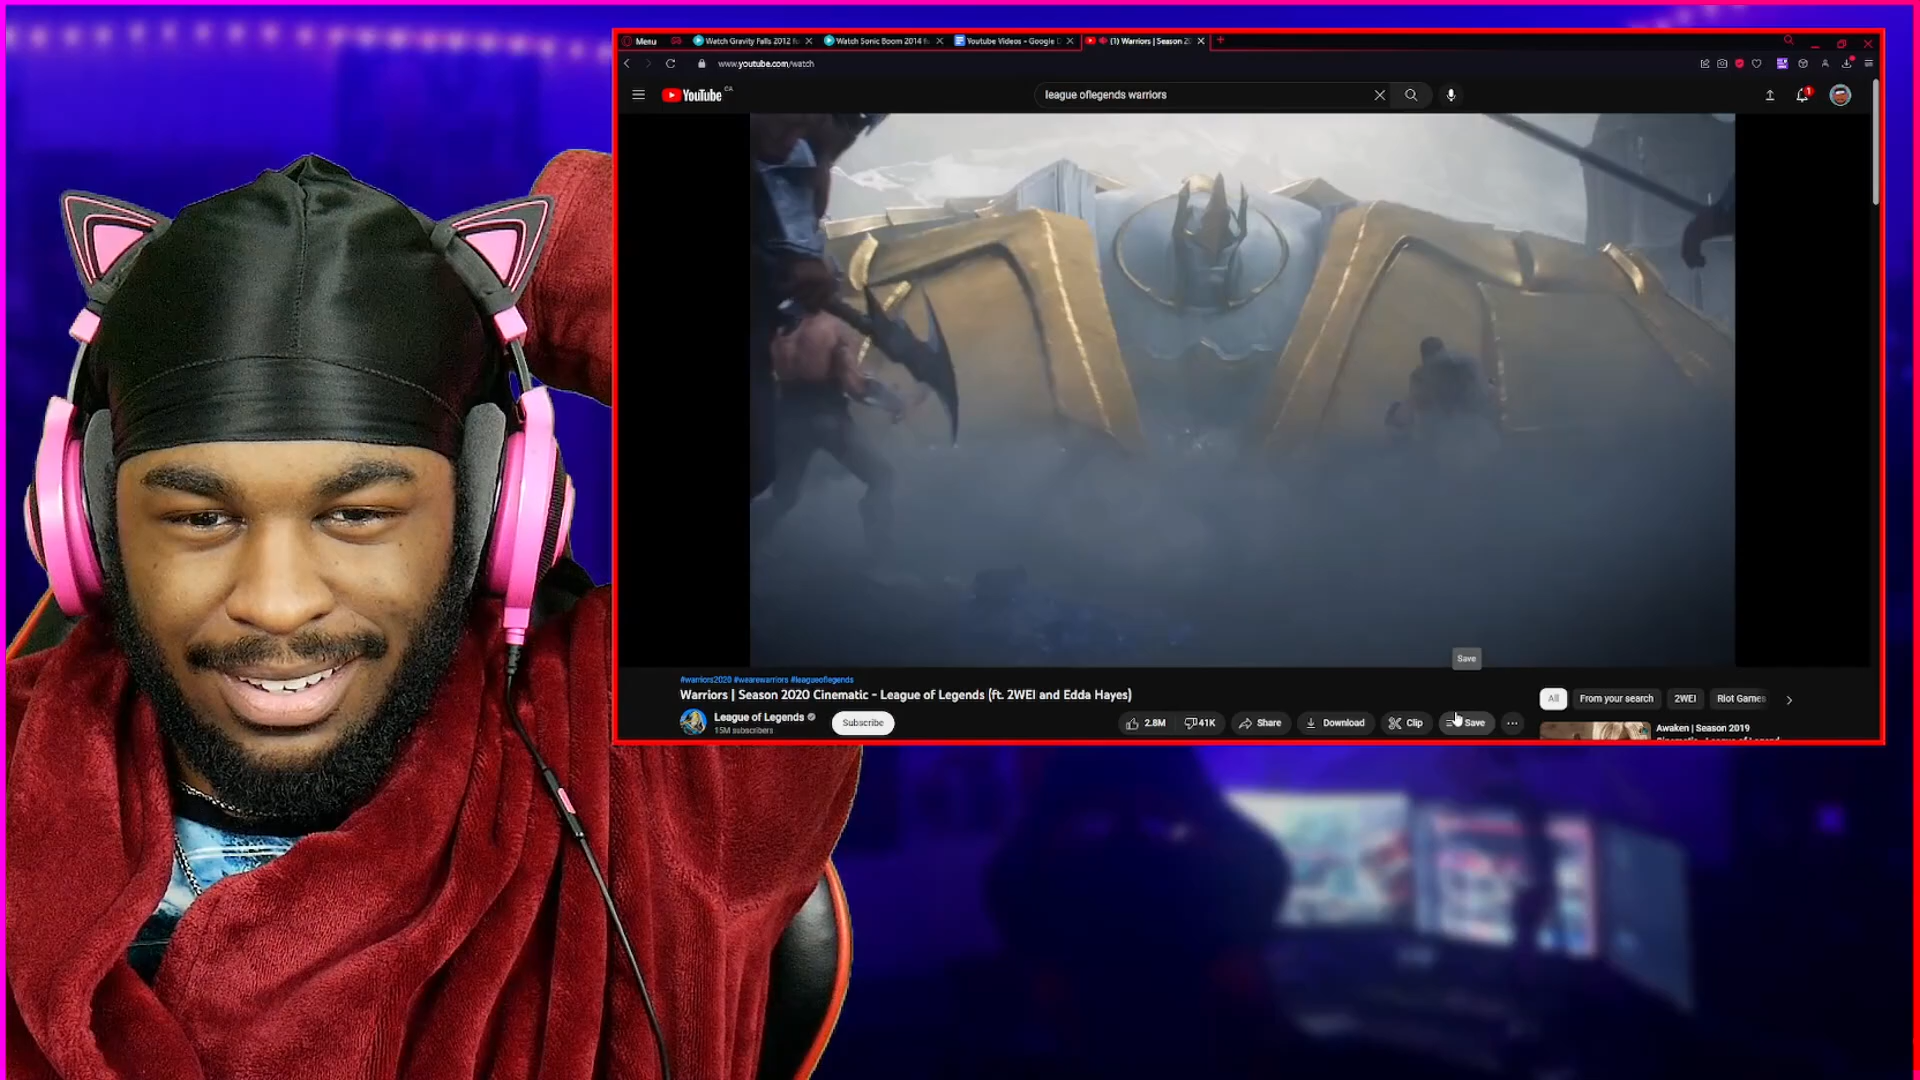 Menu
Watch Gravity Falls 2012 f
Watch Sonic Boom 2014 f
Youtube Videos - Google D
(1) Warriors | Season 2
www.youtube.com/watch
YouTube CA
league oflegends warriors
1
Save
#warriors2020 #wearewarriors #leagueoflegends
Warriors | Season 2020 Cinematic - League of Legends (ft. 2WEI and Edda Hayes)
All
From your search
2WEI
Riot Games
League of Legends
15M subscribers
Subscribe
2.8M
41K
Share
Download
Clip
Save
Awaken | Season 2019